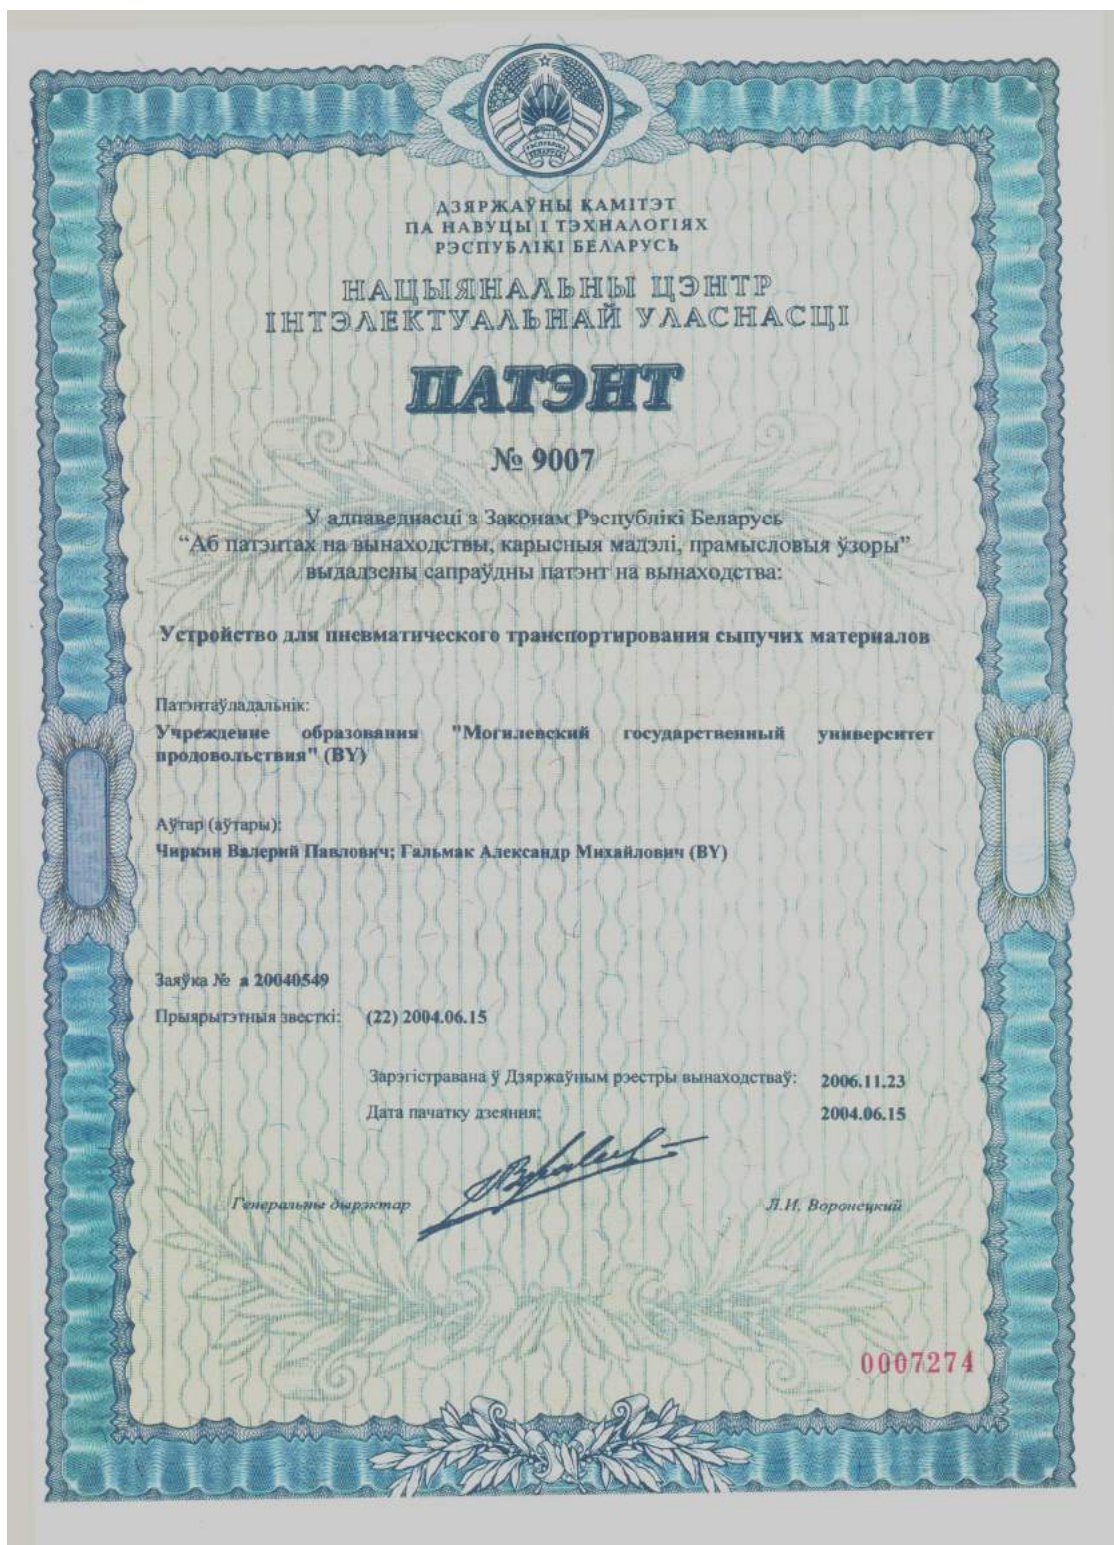 ДЗЯРЖАЎНЫ КАМІТЭТ
ПА НАВУЦЫ І ТЭХНАЛОГІЯХ
РЭСПУБЛІКІ БЕЛАРУСЬ
НАЦЫЯНАЛЬНЫ ЦЭНТР
ІНТЭЛЕКТУАЛЬНАЙ УЛАСНАСЦІ
ПАТЭНТ
№ 9007
У адпаведнасці з Законам Рэспублікі Беларусь
“Аб патэнтах на вынаходствы, карысныя мадэлі, прамысловыя ўзоры”
выдадзены сапраўдны патэнт на вынаходства:
Устройство для пневматического транспортирования сыпучих материалов
Патэнтаўладальнік:
Учреждение образования "Могилевский государственный университет
продовольствия" (BY)
Аўтар (аўтары):
Чиркин Валерий Павлович; Гальмак Александр Михайлович (BY)
Заяўка № а 20040549
Прыярытэтныя звесткі: (22) 2004.06.15
Зарэгістравана ў Дзяржаўным рэестры вынаходстваў: 2006.11.23
Дата пачатку дзеяння: 2004.06.15
Генеральны дырэктар Л.И. Воронецкий
0007274